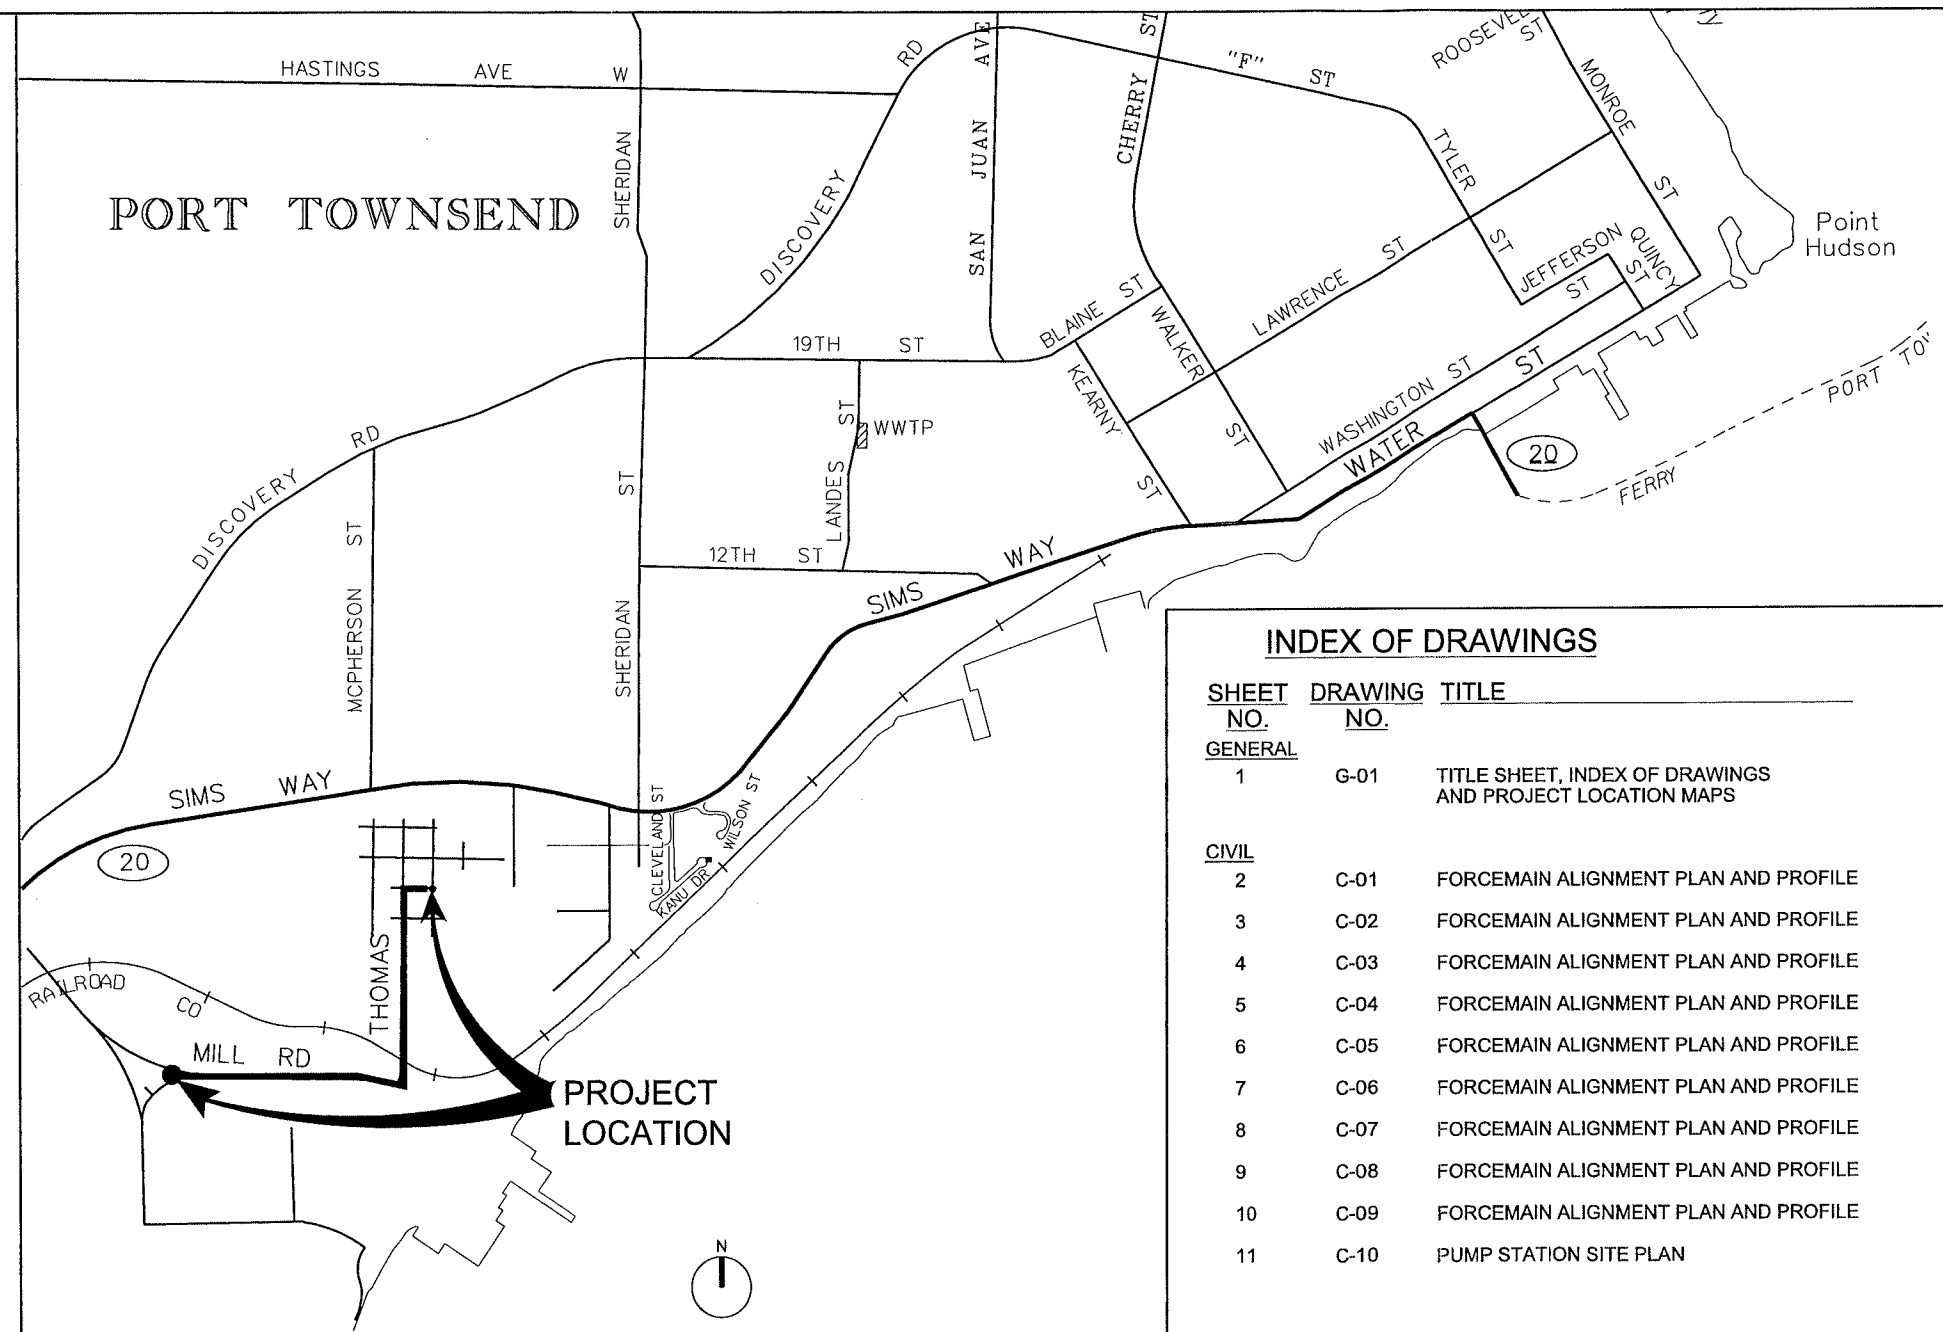 HASTINGS AVE W
PORT TOWNSEND
SHERIDAN
ST
SHERIDAN
DISCOVERY
RD
SAN JUAN AVE
CHERRY ST
"F" ST
ST
MONROE
ST
TYLER
ST
JEFFERSON
ST
QUINCY
ST
Point
Hudson
LAWRENCE ST
BLAINE ST
WALKER
ST
KEARNY
ST
19TH ST
LANDES ST
WWTP
12TH ST
WASHINGTON ST
WATER ST
20
FERRY
PORT
DISCOVERY RD
MCPHERSON ST
SIMS WAY
SIMS WAY
20
CLEVELAND ST
WILSON ST
KANU DR
THOMAS
RAILROAD CO
MILL RD
PROJECT
LOCATION
N
INDEX OF DRAWINGS
SHEET DRAWING TITLE
NO. NO.
GENERAL
1 G-01 TITLE SHEET, INDEX OF DRAWINGS
AND PROJECT LOCATION MAPS
CIVIL
2 C-01 FORCEMAIN ALIGNMENT PLAN AND PROFILE
3 C-02 FORCEMAIN ALIGNMENT PLAN AND PROFILE
4 C-03 FORCEMAIN ALIGNMENT PLAN AND PROFILE
5 C-04 FORCEMAIN ALIGNMENT PLAN AND PROFILE
6 C-05 FORCEMAIN ALIGNMENT PLAN AND PROFILE
7 C-06 FORCEMAIN ALIGNMENT PLAN AND PROFILE
8 C-07 FORCEMAIN ALIGNMENT PLAN AND PROFILE
9 C-08 FORCEMAIN ALIGNMENT PLAN AND PROFILE
10 C-09 FORCEMAIN ALIGNMENT PLAN AND PROFILE
11 C-10 PUMP STATION SITE PLAN